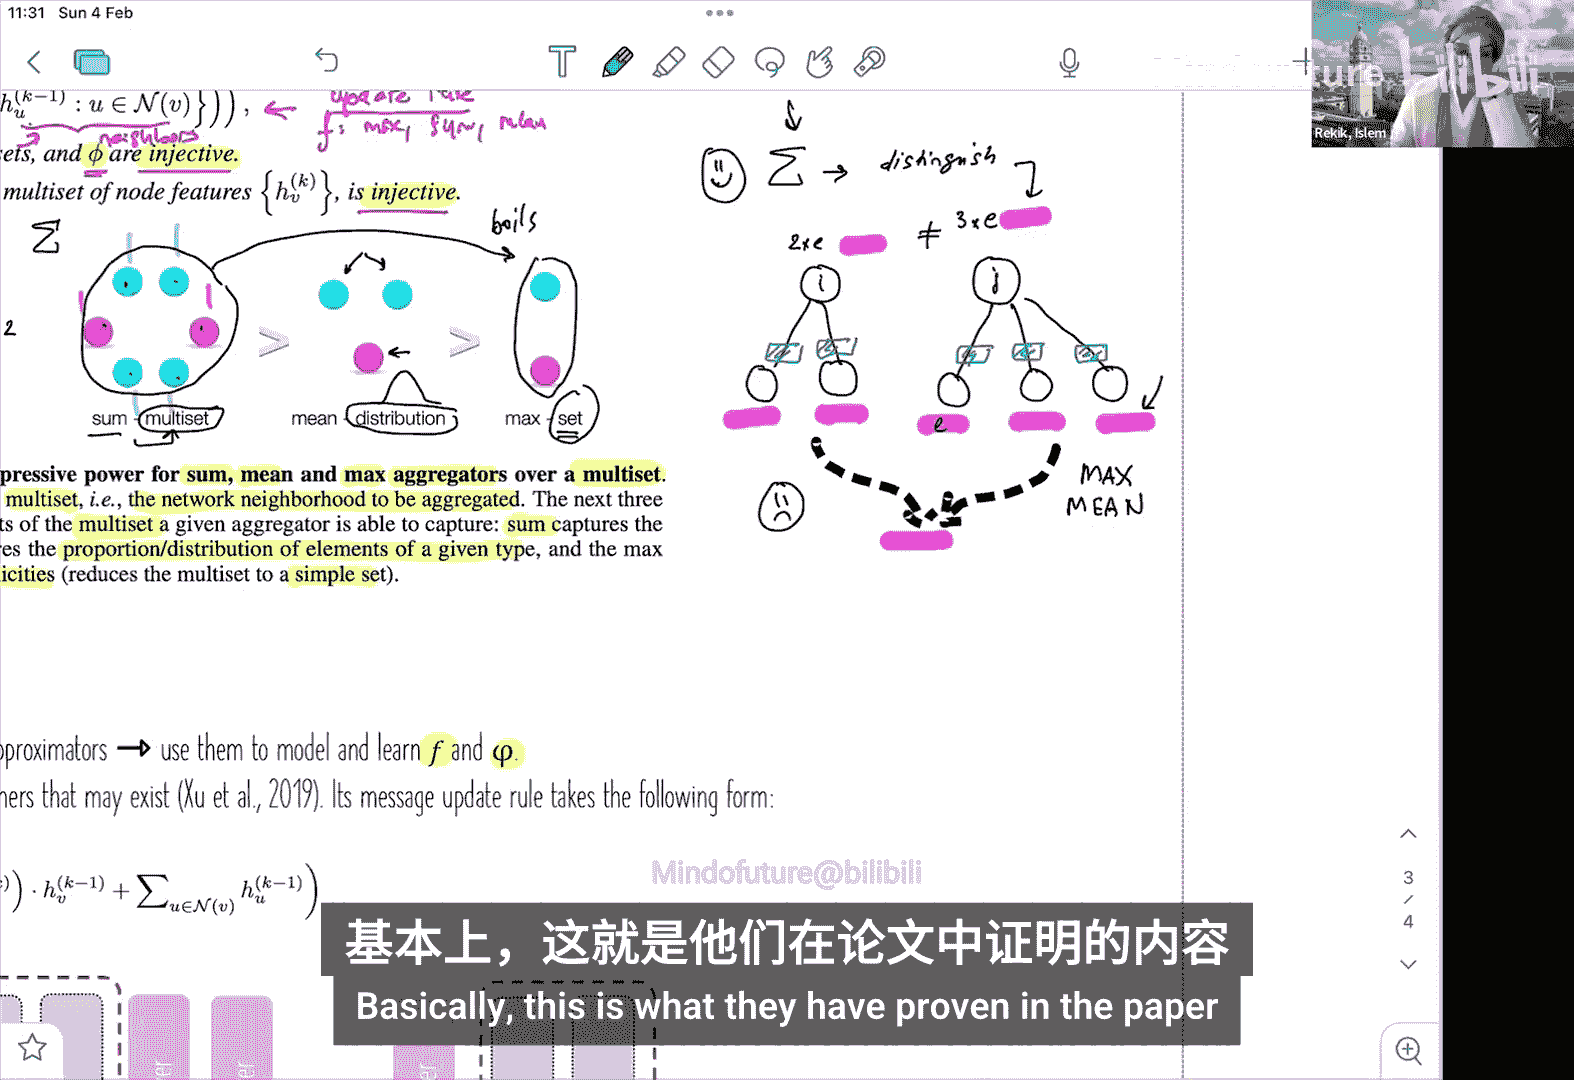 11:31 Sun 4 Feb
T
bilibili
Rekik, Islem
h_u^{(k−1)} : u ∈ N(v)})),
update rule
neighbors
f: max, sum, mean
sets, and ϕ are injective.
multiset of node features {h_v^{(k)}}, is injective.
Σ
boils
2
sum - multiset
mean - distribution
max - set
Σ → distinguish
2×e ≠ 3×e
i
j
e
MAX
MEAN
pressive power for sum, mean and max aggregators over a multiset.
multiset, i.e., the network neighborhood to be aggregated. The next three
ts of the multiset a given aggregator is able to capture: sum captures the
res the proportion/distribution of elements of a given type, and the max
icities (reduces the multiset to a simple set).
pproximators → use them to model and learn f and φ.
hers that may exist (Xu et al., 2019). Its message update rule takes the following form:
) · h_v^{(k−1)} + Σ_{u∈N(v)} h_u^{(k−1)})
Mindofuture@bilibili
3
/
4
基本上，这就是他们在论文中证明的内容
Basically, this is what they have proven in the paper